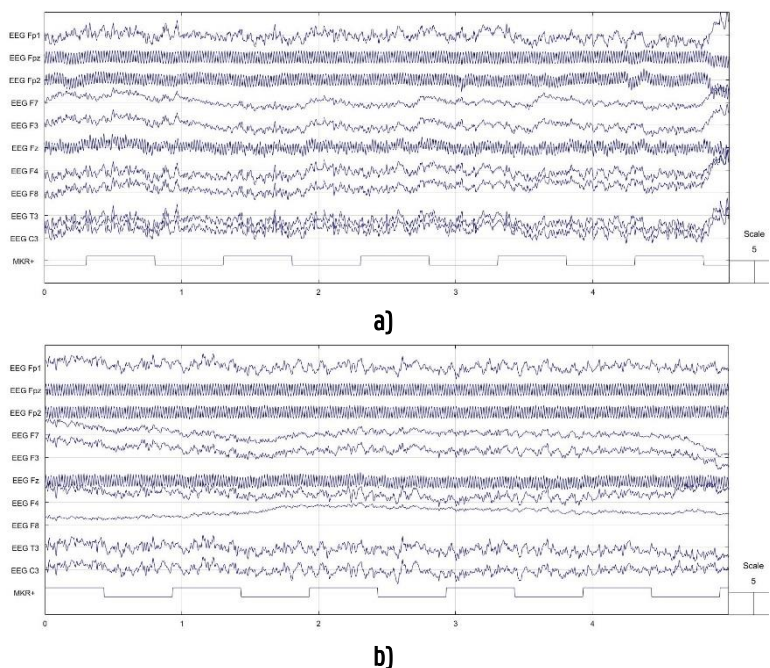 EEG Fp1
EEG Fpz
EEG Fp2
EEG F7
EEG F3
EEG Fz
EEG F4
EEG F8
EEG T3
EEG C3
MKR+
Scale
5
0 1 2 3 4
a)
EEG Fp1
EEG Fpz
EEG Fp2
EEG F7
EEG F3
EEG Fz
EEG F4
EEG F8
EEG T3
EEG C3
MKR+
Scale
5
0 1 2 3 4
b)